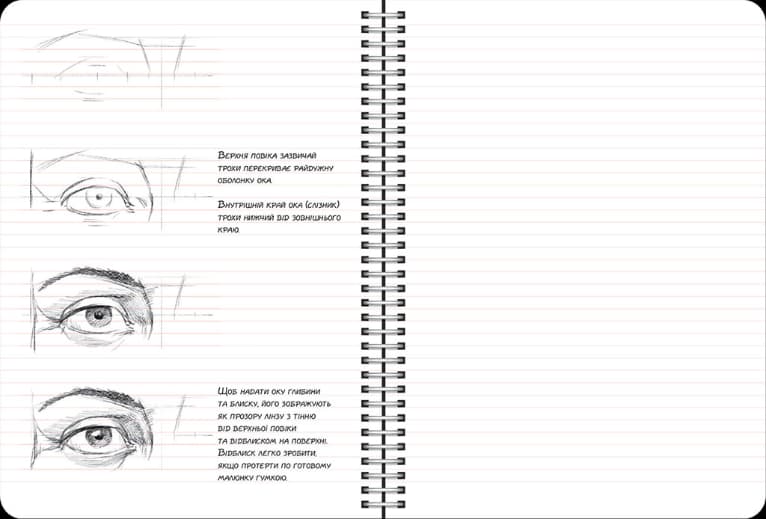 Верхня повіка зазвичай
трохи перекриває райдужну
оболонку ока.
Внутрішній край ока (слізник)
трохи нижчий від зовнішнього
краю.
Щоб надати оку глибини
та блиску, його зображують
як прозору лінзу з тінню
від верхньої повіки
та відблиском на поверхні.
Відблиск легко зробити,
якщо протерти по готовому
малюнку гумкою.